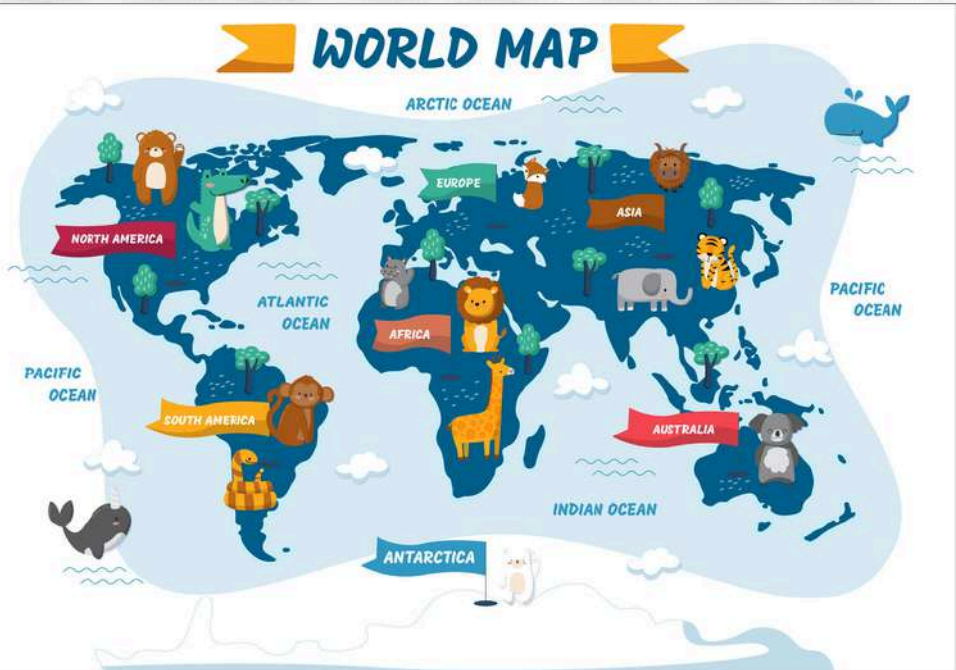 WORLD MAP
ARCTIC OCEAN
EUROPE
ASIA
NORTH AMERICA
ATLANTIC
OCEAN
PACIFIC
OCEAN
AFRICA
PACIFIC
OCEAN
SOUTH AMERICA
AUSTRALIA
INDIAN OCEAN
ANTARCTICA